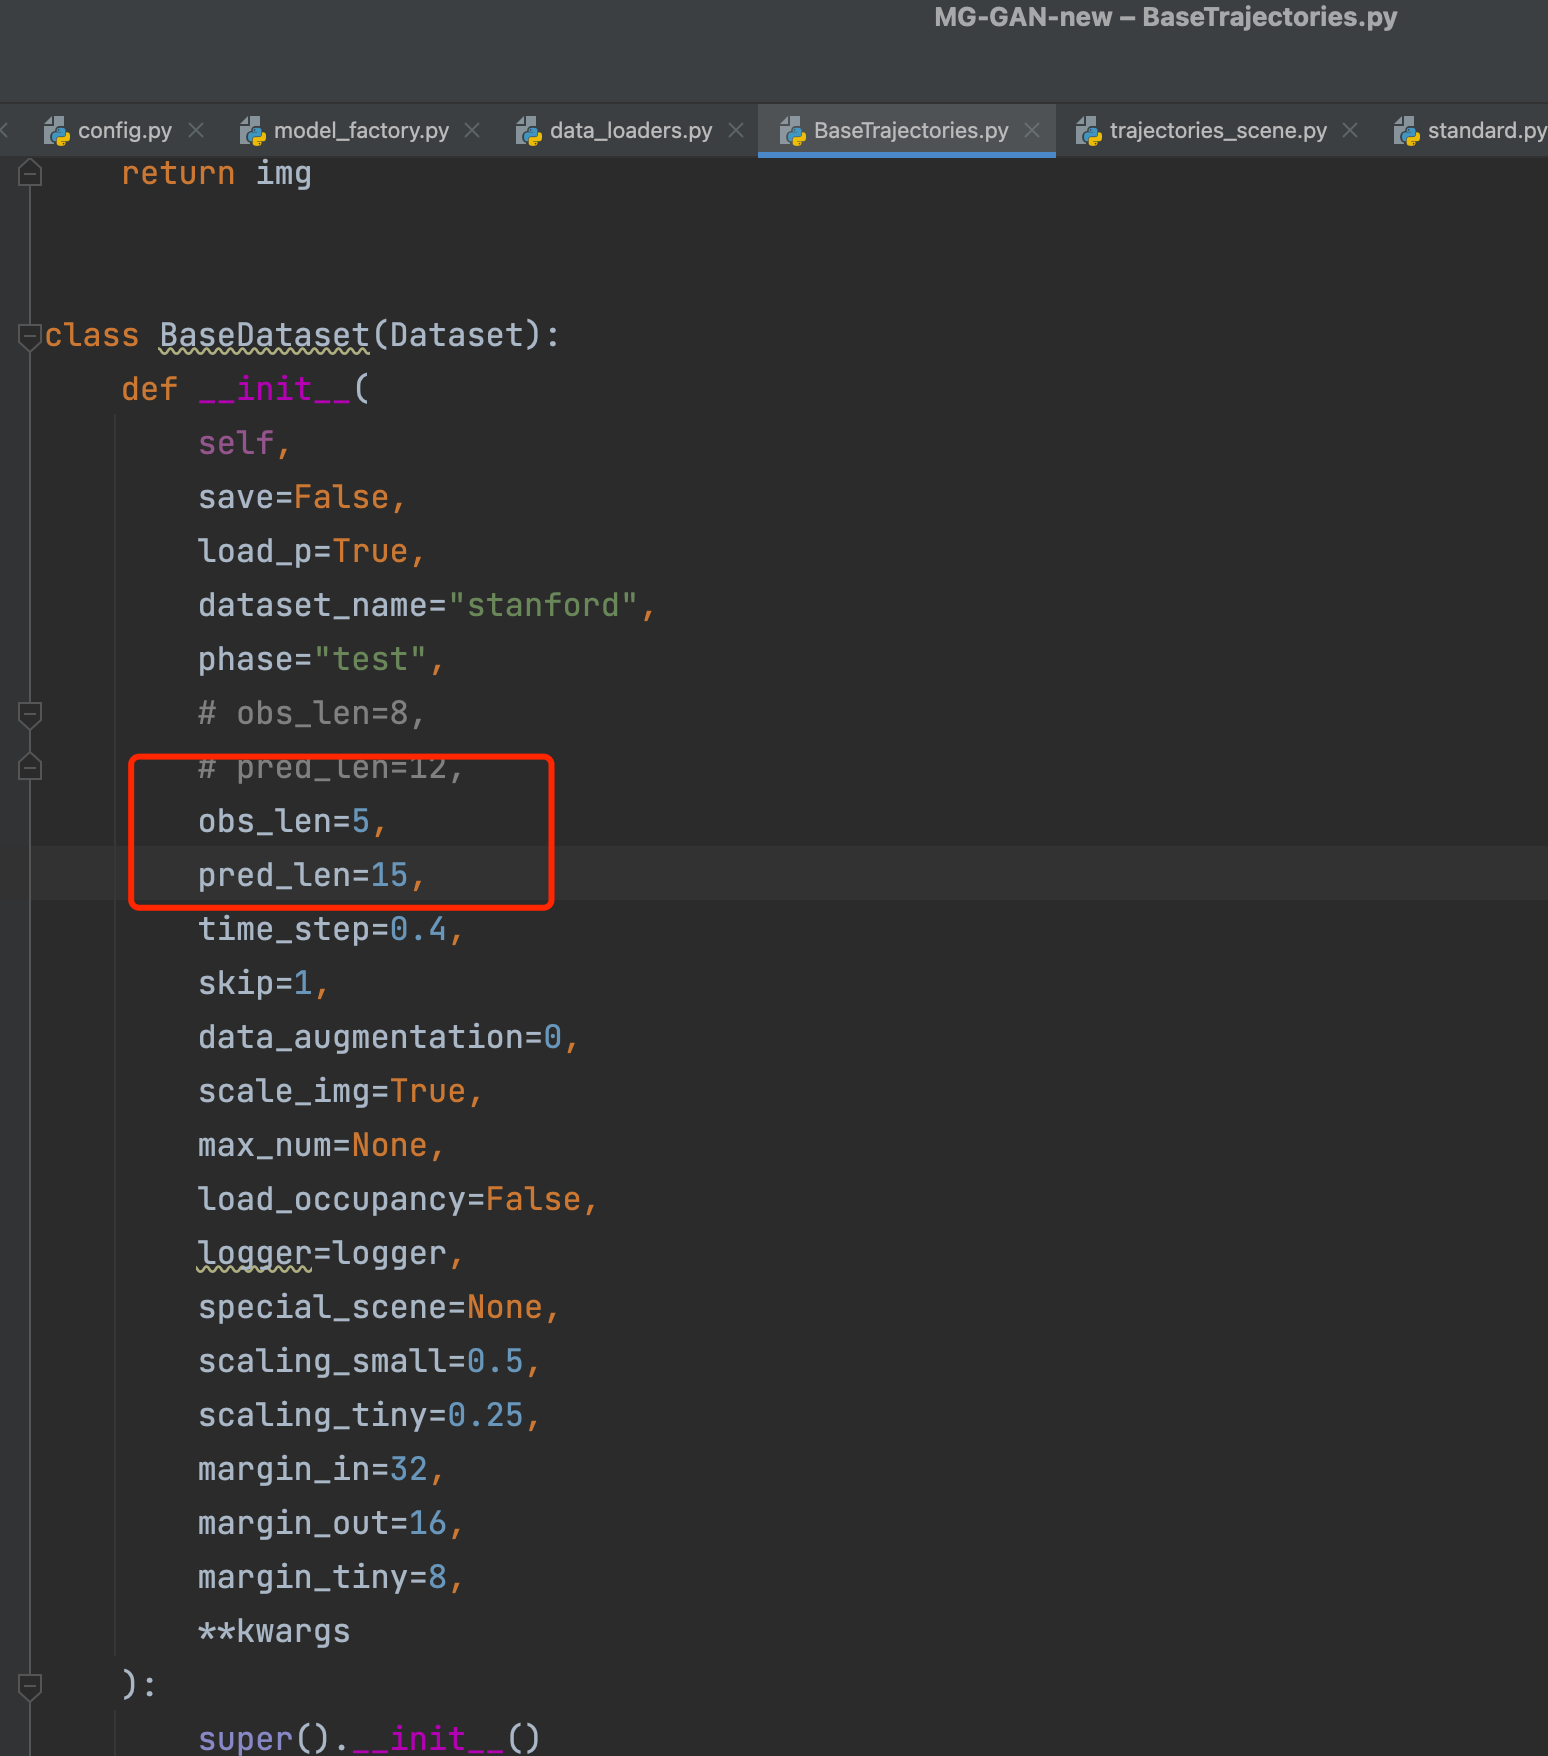 MG-GAN-new – BaseTrajectories.py
config.py model_factory.py data_loaders.py BaseTrajectories.py trajectories_scene.py standard.py
return img
class BaseDataset(Dataset):
def __init__(
self,
save=False,
load_p=True,
dataset_name="stanford",
phase="test",
# obs_len=8,
# pred_len=12,
obs_len=5,
pred_len=15,
time_step=0.4,
skip=1,
data_augmentation=0,
scale_img=True,
max_num=None,
load_occupancy=False,
logger=logger,
special_scene=None,
scaling_small=0.5,
scaling_tiny=0.25,
margin_in=32,
margin_out=16,
margin_tiny=8,
**kwargs
):
super().__init__()